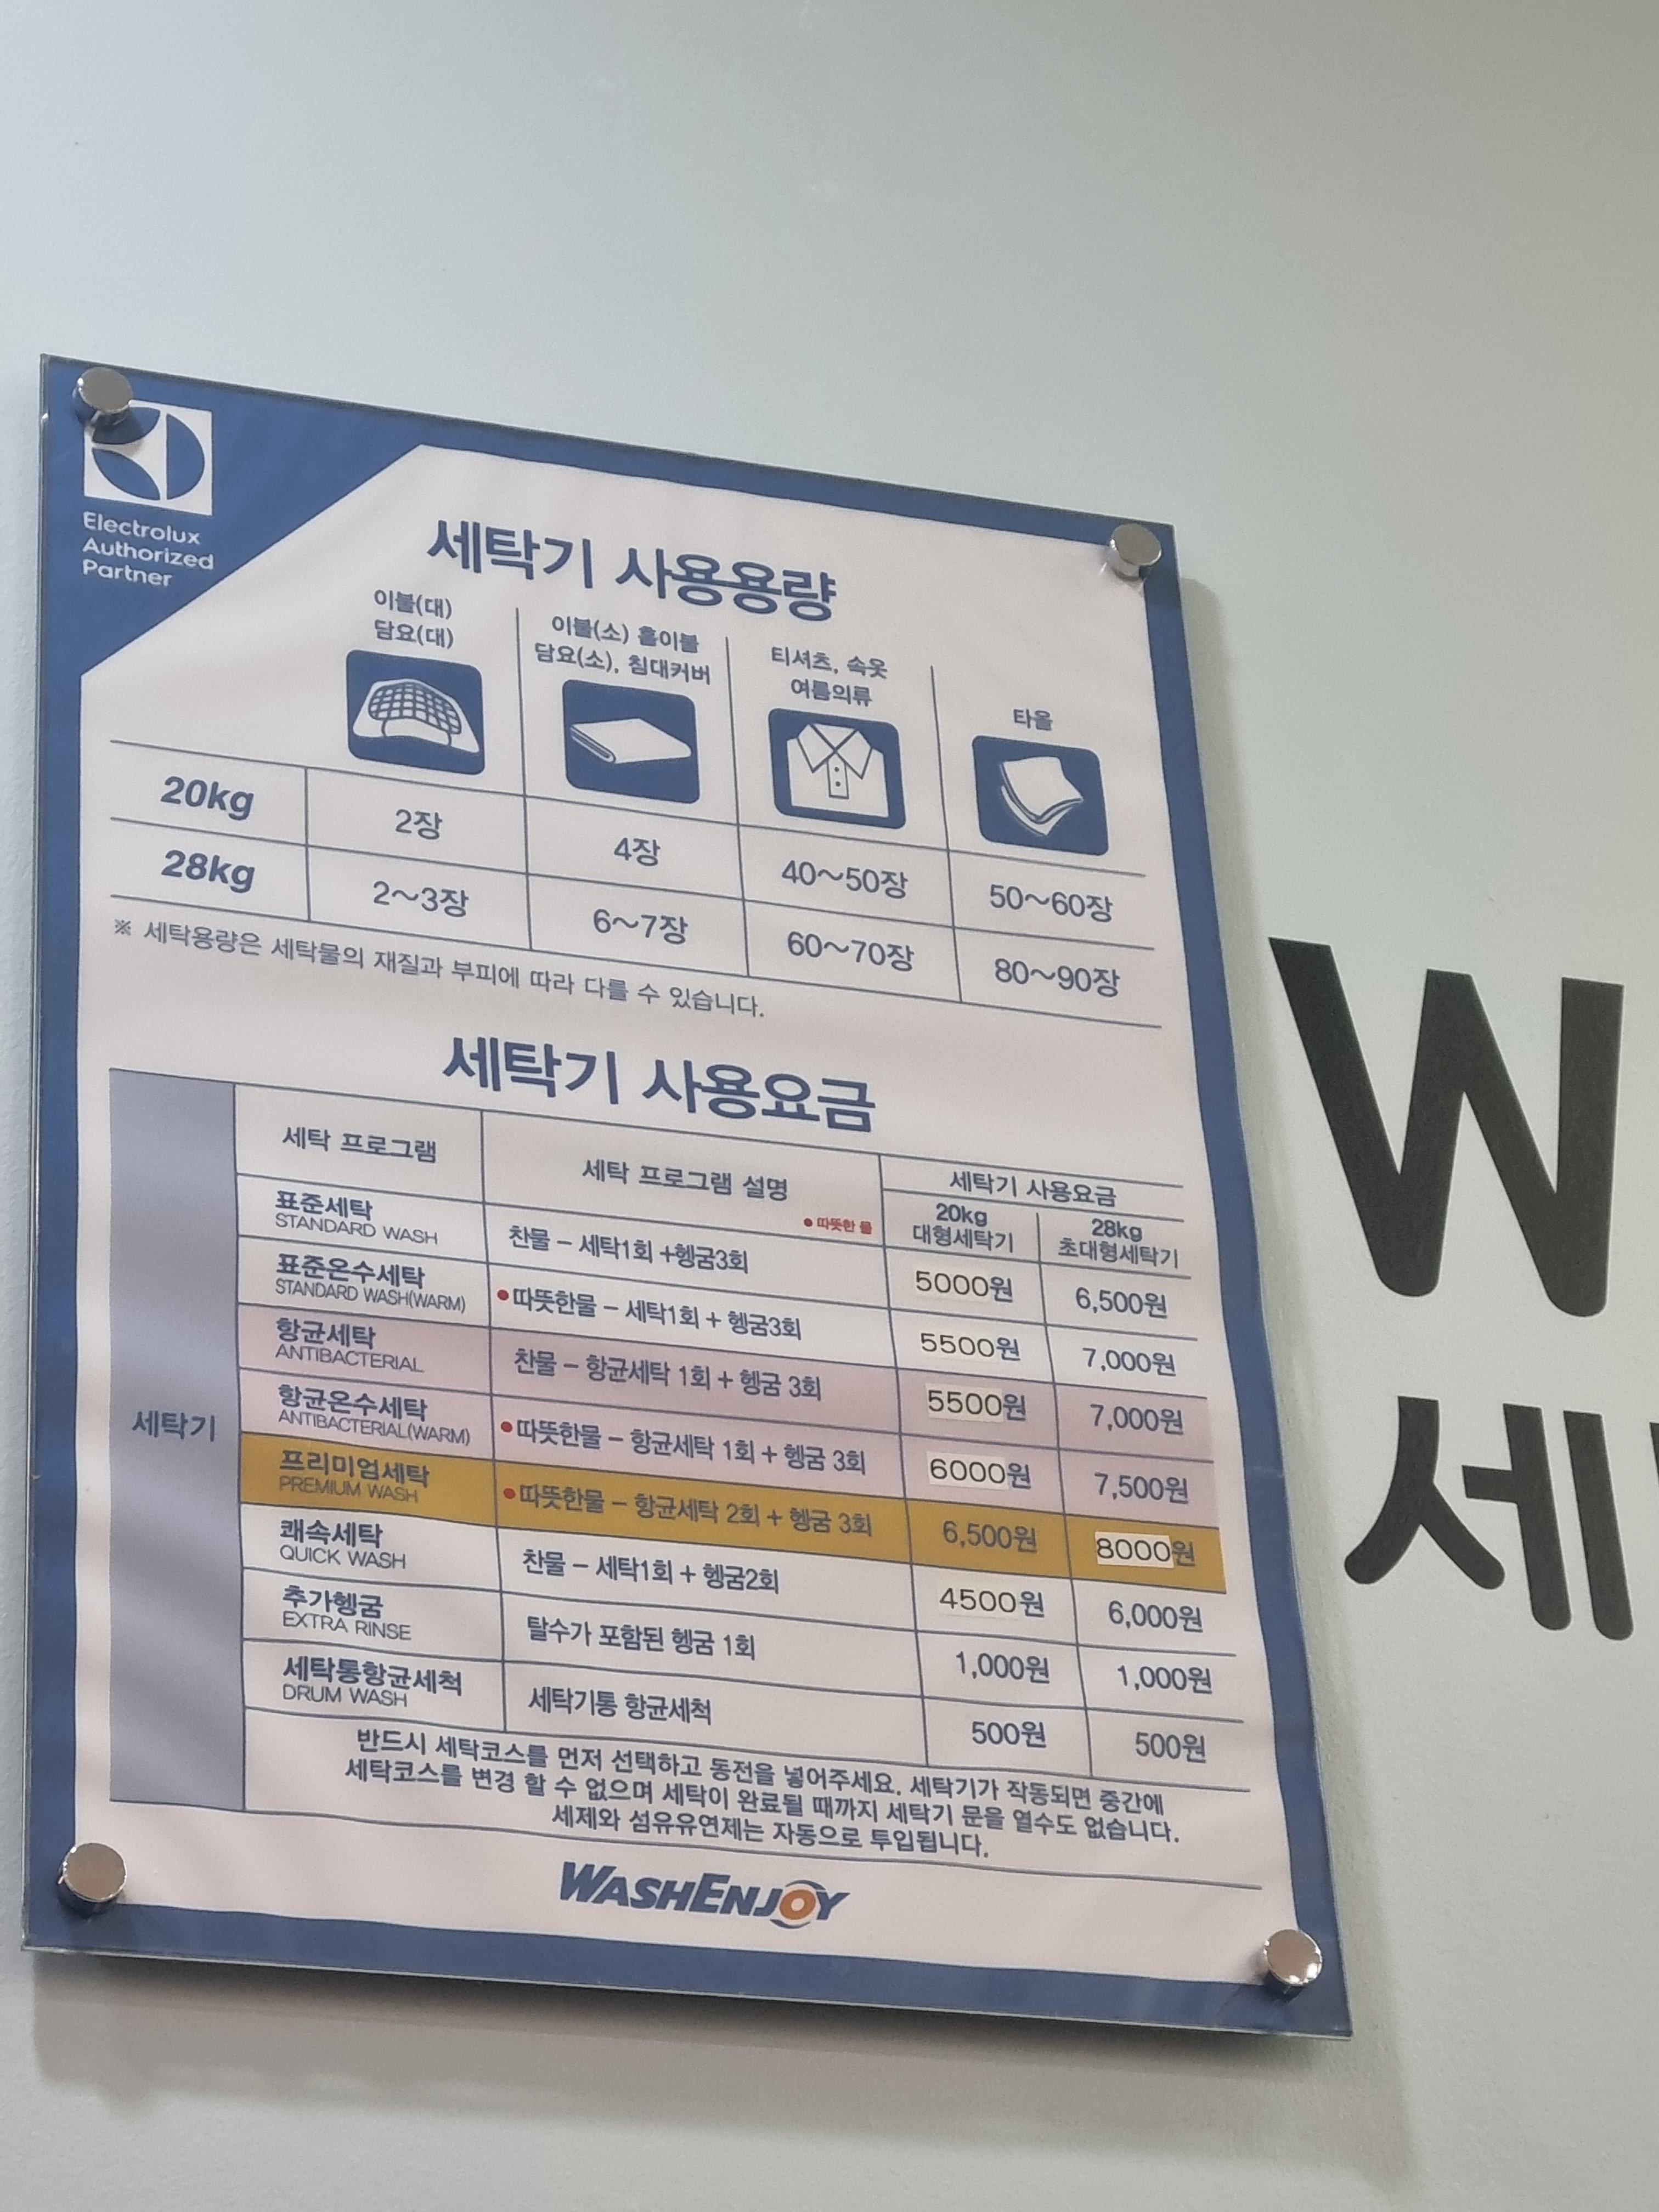 Electrolux
Authorized
Partner
세탁기 사용용량
이불(대)
담요(대)
이불(소) 홑이불
담요(소), 침대커버
티셔츠, 속옷
여름의류
타올
20kg 2장 4장 40~50장 50~60장
28kg 2~3장 6~7장 60~70장 80~90장
※ 세탁용량은 세탁물의 재질과 부피에 따라 다를 수 있습니다.
세탁기 사용요금
세탁기
세탁 프로그램
세탁 프로그램 설명
● 따뜻한 물
세탁기 사용요금
20kg
대형세탁기
28kg
초대형세탁기
표준세탁
STANDARD WASH
찬물 - 세탁1회 +헹굼3회 5000원 6,500원
표준온수세탁
STANDARD WASH(WARM)
●따뜻한물 - 세탁1회 + 헹굼3회 5500원 7,000원
항균세탁
ANTIBACTERIAL
찬물 - 항균세탁 1회 + 헹굼 3회 5500원 7,000원
항균온수세탁
ANTIBACTERIAL(WARM)
●따뜻한물 - 항균세탁 1회 + 헹굼 3회 6000원 7,500원
프리미엄세탁
PREMIUM WASH
●따뜻한물 - 항균세탁 2회 + 헹굼 3회 6,500원 8000원
쾌속세탁
QUICK WASH
찬물 - 세탁1회 + 헹굼2회 4500원 6,000원
추가헹굼
EXTRA RINSE
탈수가 포함된 헹굼 1회 1,000원 1,000원
세탁통항균세척
DRUM WASH
세탁기통 항균세척 500원 500원
반드시 세탁코스를 먼저 선택하고 동전을 넣어주세요. 세탁기가 작동되면 중간에
세탁코스를 변경 할 수 없으며 세탁이 완료될 때까지 세탁기 문을 열수도 없습니다.
세제와 섬유유연제는 자동으로 투입됩니다.
WASHENJOY
W
세